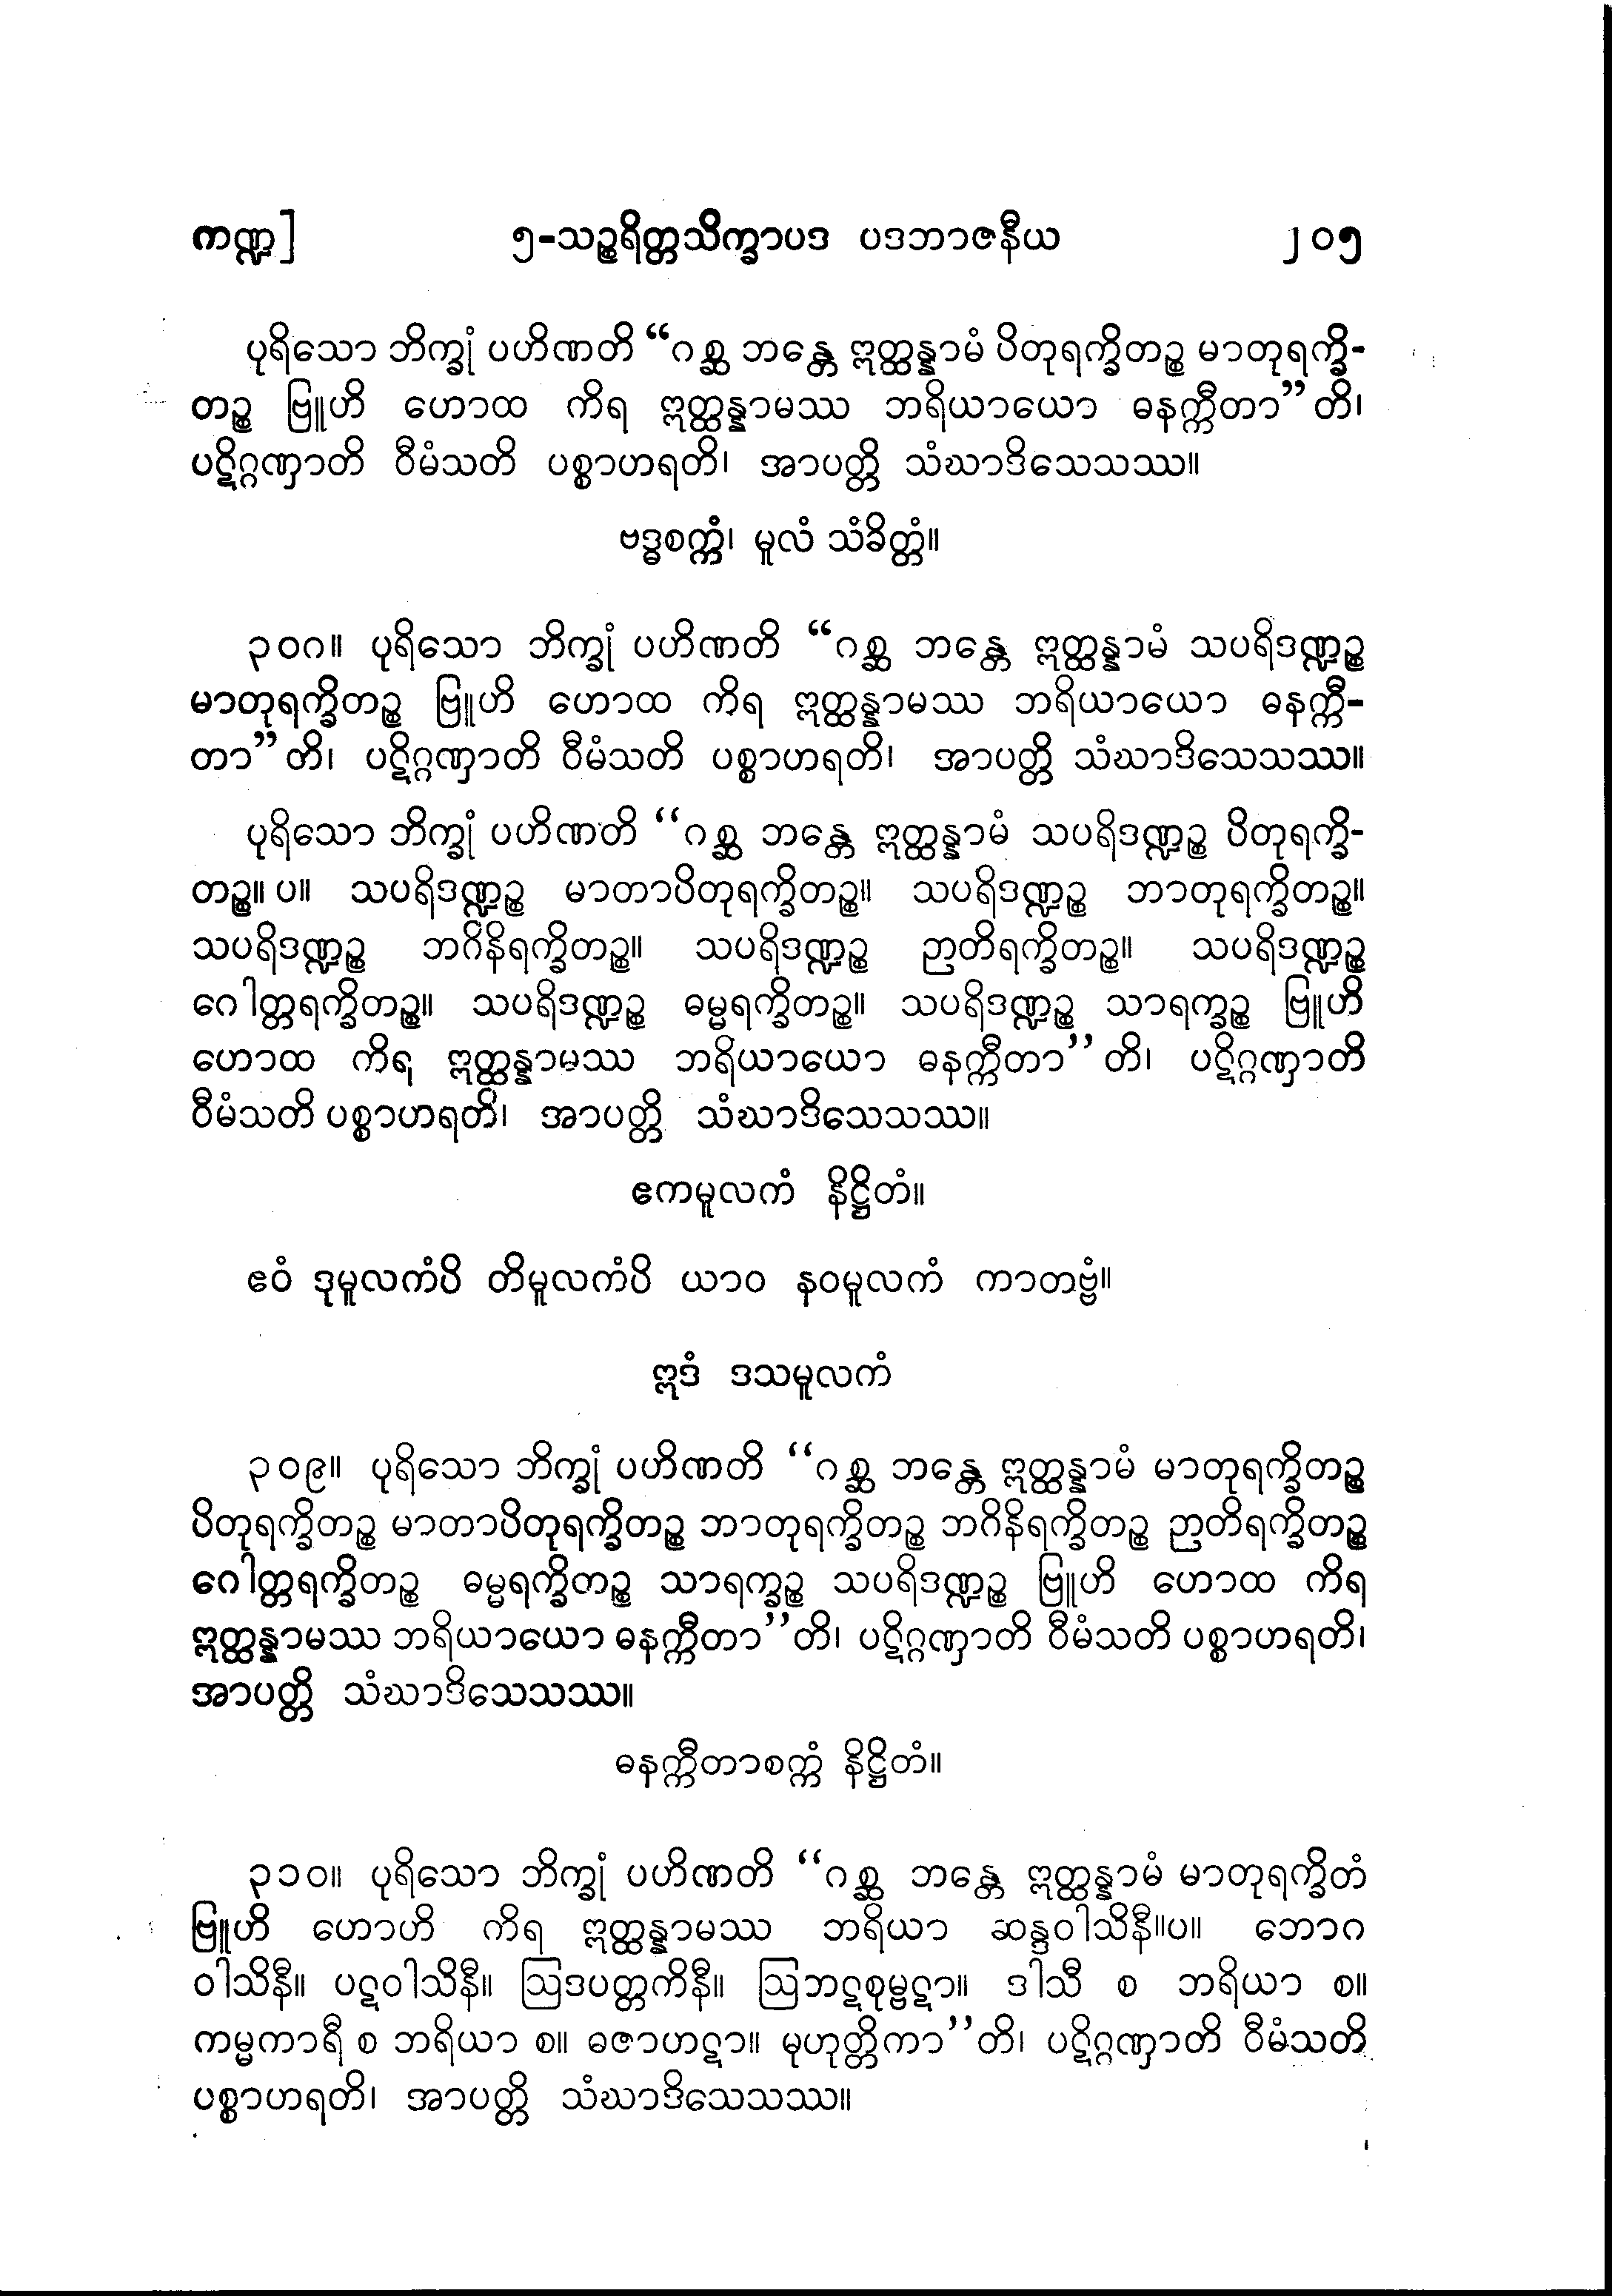 ကဏ္ဍ] ၅-သဉ္စရိတ္တသိက္ခာပဒ ပဒဘာဇနီယ ၂၀၅
ပုရိသော ဘိက္ခုံ ပဟိဏတိ “ဂစ္ဆ ဘန္တေ ဣတ္ထန္နာမံ ပိတုရက္ခိတဉ္စ မာတုရက္ခိ-
တဉ္စ ဗြူဟိ ဟောထ ကိရ ဣတ္ထန္နာမဿ ဘရိယာယော ဓနက္ကီတာ”တိ၊
ပဋိဂ္ဂဏှာတိ ဝီမံသတိ ပစ္စာဟရတိ၊ အာပတ္တိ သံဃာဒိသေသဿ။
ဗဒ္ဓစက္ကံ၊ မူလံ သံခိတ္တံ။
၃၀ဂ။ ပုရိသော ဘိက္ခုံ ပဟိဏတိ “ဂစ္ဆ ဘန္တေ ဣတ္ထန္နာမံ သပရိဒဏ္ဍဉ္စ
မာတုရက္ခိတဉ္စ ဗြူဟိ ဟောထ ကိရ ဣတ္ထန္နာမဿ ဘရိယာယော ဓနက္ကီ-
တာ”တိ၊ ပဋိဂ္ဂဏှာတိ ဝီမံသတိ ပစ္စာဟရတိ၊ အာပတ္တိ သံဃာဒိသေသဿ။
ပုရိသော ဘိက္ခုံ ပဟိဏတိ “ဂစ္ဆ ဘန္တေ ဣတ္ထန္နာမံ သပရိဒဏ္ဍဉ္စ ပိတုရက္ခိ-
တဉ္စ။ ပ။ သပရိဒဏ္ဍဉ္စ မာတာပိတုရက္ခိတဉ္စ။ သပရိဒဏ္ဍဉ္စ ဘာတုရက္ခိတဉ္စ။
သပရိဒဏ္ဍဉ္စ ဘဂိနိရက္ခိတဉ္စ။ သပရိဒဏ္ဍဉ္စ ဉာတိရက္ခိတဉ္စ။ သပရိဒဏ္ဍဉ္စ
ဂေါတ္တရက္ခိတဉ္စ။ သပရိဒဏ္ဍဉ္စ ဓမ္မရက္ခိတဉ္စ။ သပရိဒဏ္ဍဉ္စ သာရက္ခဉ္စ ဗြူဟိ
ဟောထ ကိရ ဣတ္ထန္နာမဿ ဘရိယာယော ဓနက္ကီတာ”တိ၊ ပဋိဂ္ဂဏှာတိ
ဝီမံသတိ ပစ္စာဟရတိ၊ အာပတ္တိ သံဃာဒိသေသဿ။
ဧကမူလကံ နိဋ္ဌိတံ။
ဧဝံ ဒုမူလကံပိ တိမူလကံပိ ယာဝ နဝမူလကံ ကာတဗ္ဗံ။
ဣဒံ ဒသမူလကံ
၃၀၉။ ပုရိသော ဘိက္ခုံ ပဟိဏတိ “ဂစ္ဆ ဘန္တေ ဣတ္ထန္နာမံ မာတုရက္ခိတဉ္စ
ပိတုရက္ခိတဉ္စ မာတာပိတုရက္ခိတဉ္စ ဘာတုရက္ခိတဉ္စ ဘဂိနိရက္ခိတဉ္စ ဉာတိရက္ခိတဉ္စ
ဂေါတ္တရက္ခိတဉ္စ ဓမ္မရက္ခိတဉ္စ သာရက္ခဉ္စ သပရိဒဏ္ဍဉ္စ ဗြူဟိ ဟောထ ကိရ
ဣတ္ထန္နာမဿ ဘရိယာယော ဓနက္ကီတာ”တိ၊ ပဋိဂ္ဂဏှာတိ ဝီမံသတိ ပစ္စာဟရတိ၊
အာပတ္တိ သံဃာဒိသေသဿ။
ဓနက္ကီတာစက္ကံ နိဋ္ဌိတံ။
၃၁၀။ ပုရိသော ဘိက္ခုံ ပဟိဏတိ “ဂစ္ဆ ဘန္တေ ဣတ္ထန္နာမံ မာတုရက္ခိတံ
ဗြူဟိ ဟောဟိ ကိရ ဣတ္ထန္နာမဿ ဘရိယာ ဆန္ဒဝါသိနီ။ပ။ ဘောဂ
ဝါသိနီ။ ပဋဝါသိနီ။ ဩဒပတ္တကိနီ။ ဩဘဋစုမ္ဗဋာ။ ဒါသီ စ ဘရိယာ စ။
ကမ္မကာရီ စ ဘရိယာ စ။ ဓဇာဟဋာ။ မုဟုတ္တိကာ”တိ၊ ပဋိဂ္ဂဏှာတိ ဝီမံသတိ
ပစ္စာဟရတိ၊ အာပတ္တိ သံဃာဒိသေသဿ။